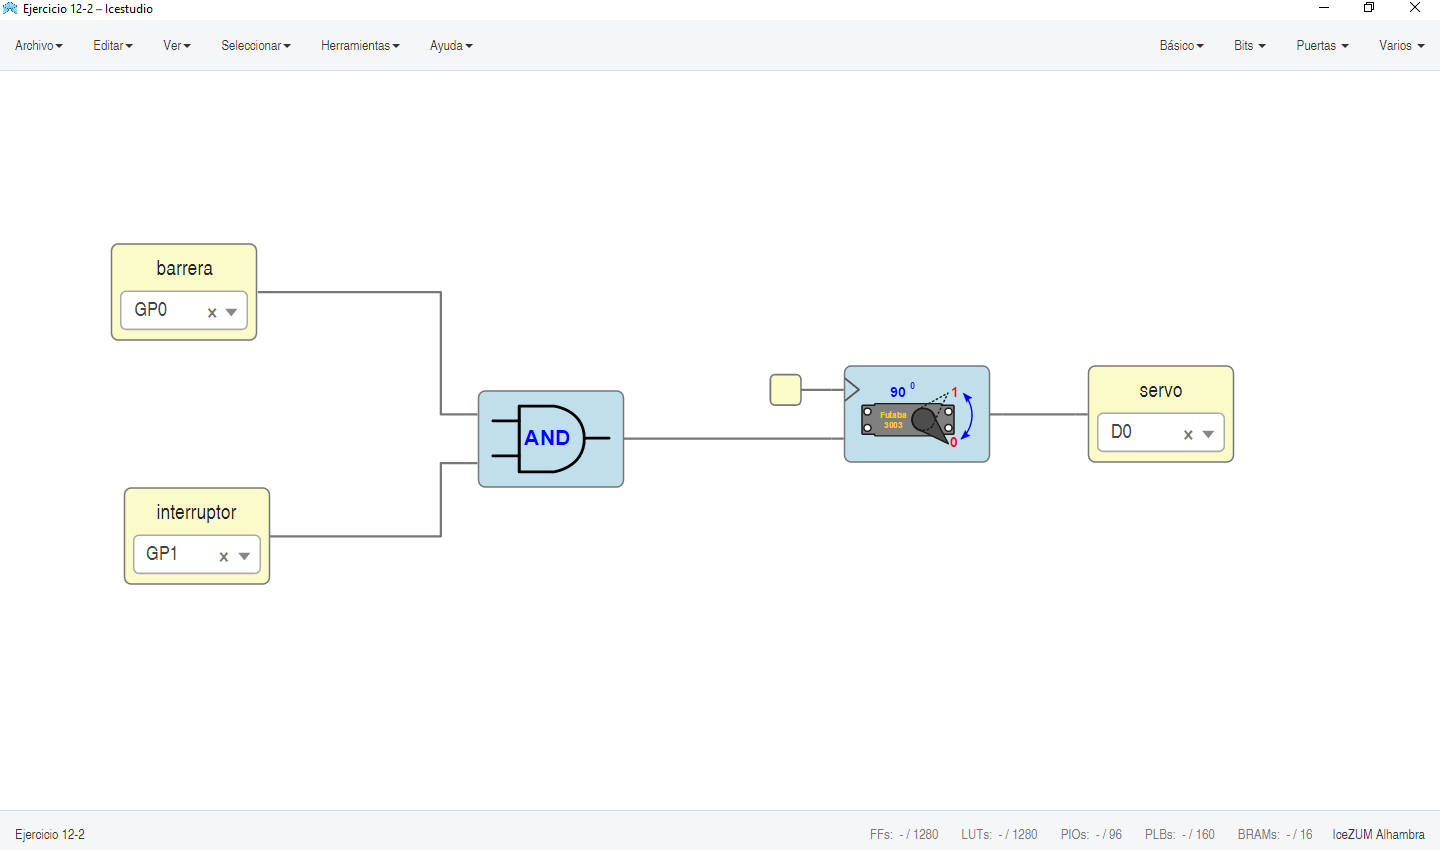 Ejercicio 12-2 – Icestudio
Archivo Editar Ver Seleccionar Herramientas Ayuda Básico Bits Puertas Varios
barrera
GP0 x
interruptor
GP1 x
AND
90 0
1
Futaba
3003
0
servo
D0 x
Ejercicio 12-2 FFs: - / 1280 LUTs: - / 1280 PIOs: - / 96 PLBs: - / 160 BRAMs: - / 16 IceZUM Alhambra